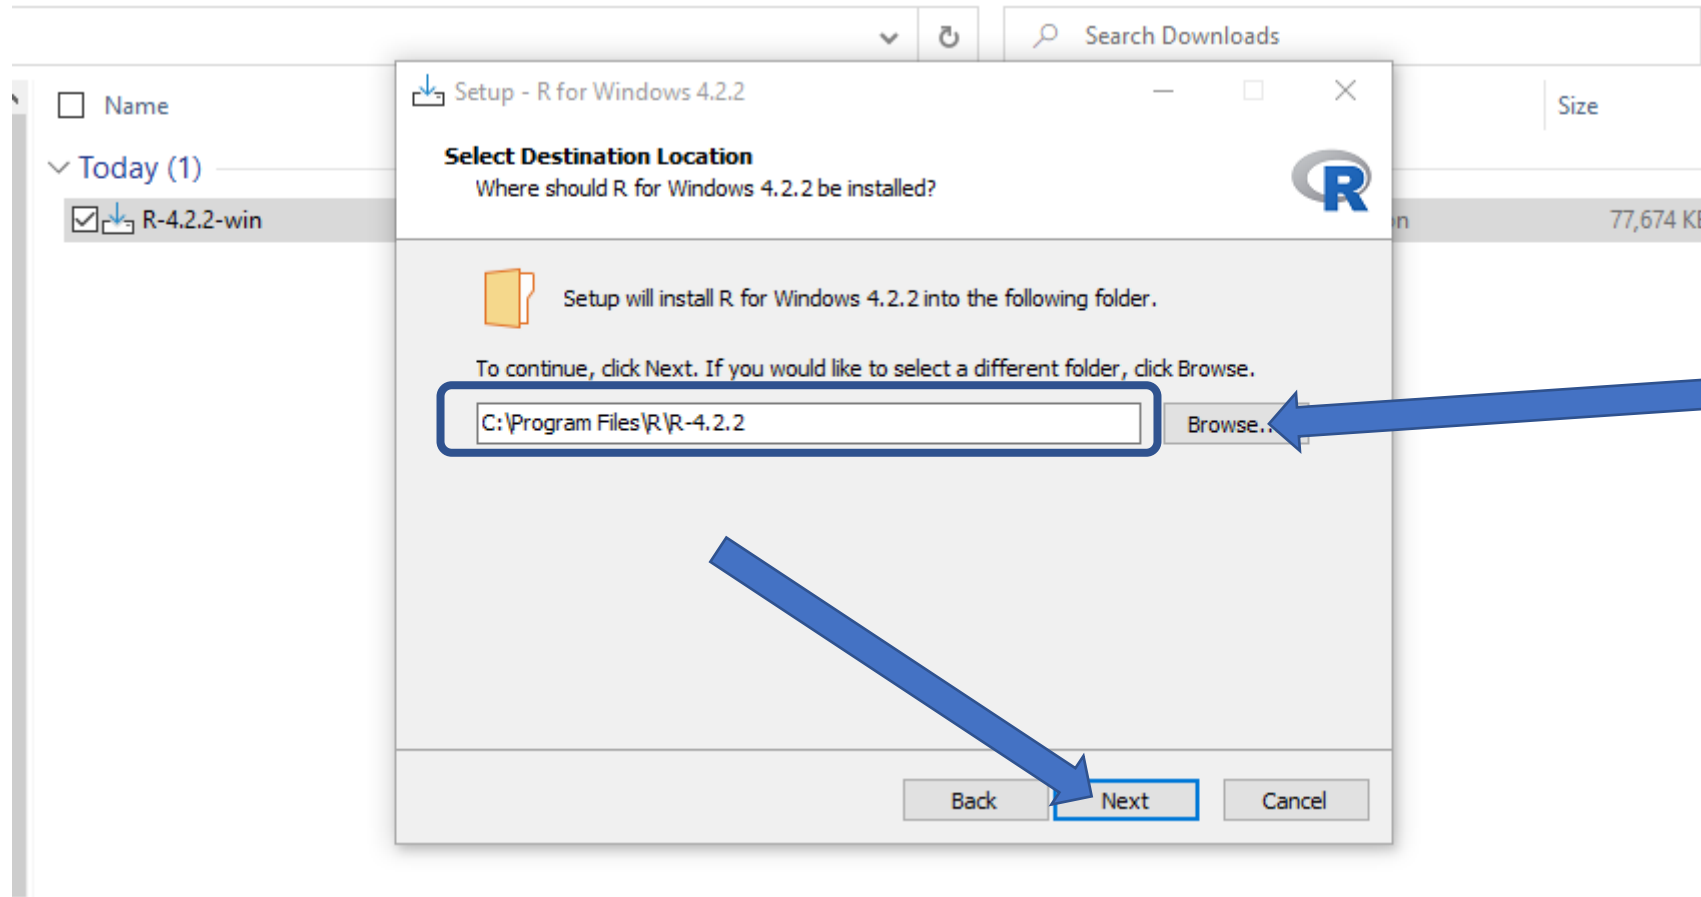 Search Downloads
Name
Size
Today (1)
R-4.2.2-win
77,674 KB
Setup - R for Windows 4.2.2
Select Destination Location
Where should R for Windows 4.2.2 be installed?
R
Setup will install R for Windows 4.2.2 into the following folder.
To continue, click Next. If you would like to select a different folder, click Browse.
C:\Program Files\R\R-4.2.2
Browse...
Back
Next
Cancel